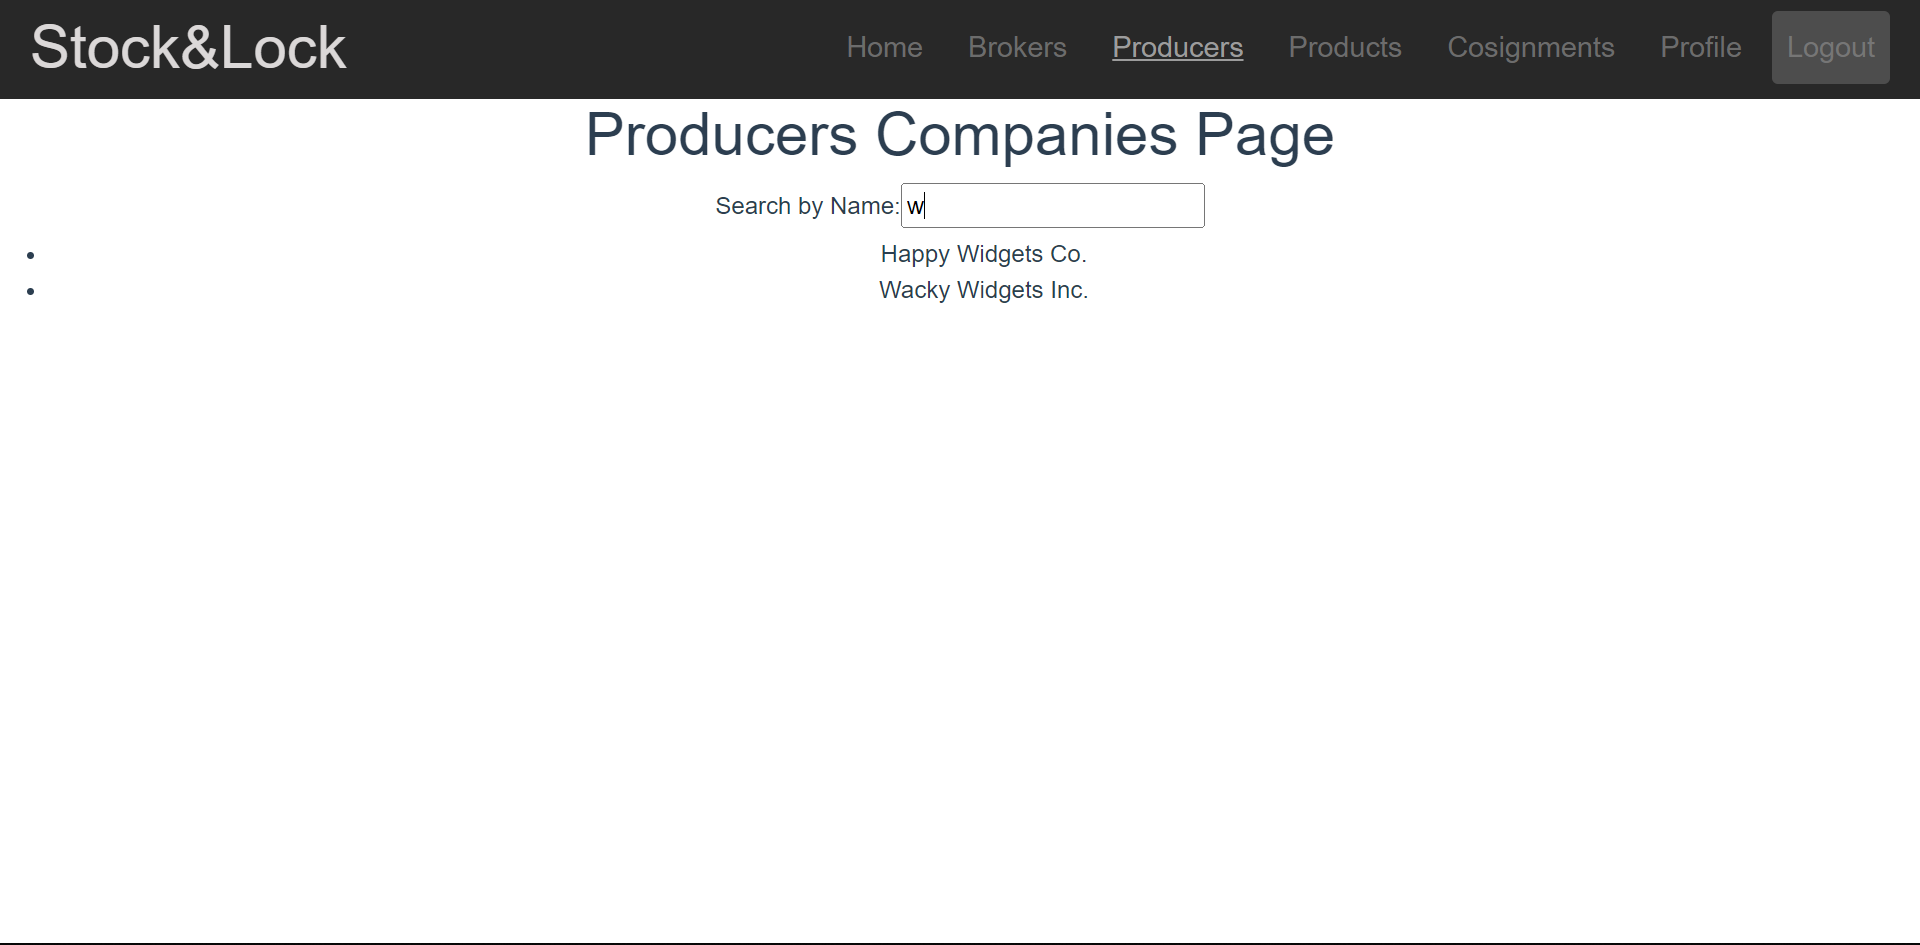 Stock&Lock
Home Brokers Producers Products Cosignments Profile Logout
Producers Companies Page
Search by Name: w
• Happy Widgets Co.
• Wacky Widgets Inc.